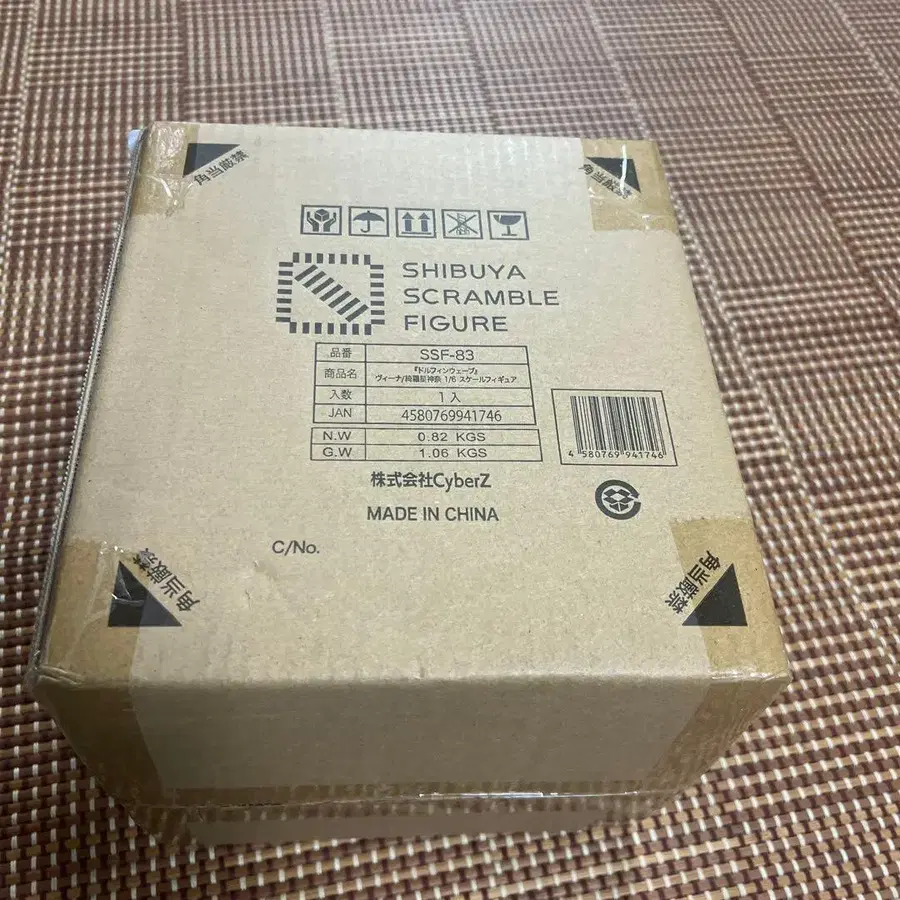 角当厳禁
角当厳禁
SHIBUYA
SCRAMBLE
FIGURE
品番 SSF-83
商品名 『ドルフィンウェーブ』
ヴィーナ/綺羅星神奈 1/6 スケールフィギュア
入数 1入
JAN 4580769941746
N.W 0.82 KGS
G.W 1.06 KGS
4 580769 941746
株式会社CyberZ
MADE IN CHINA
C/No.
角当厳禁
角当厳禁